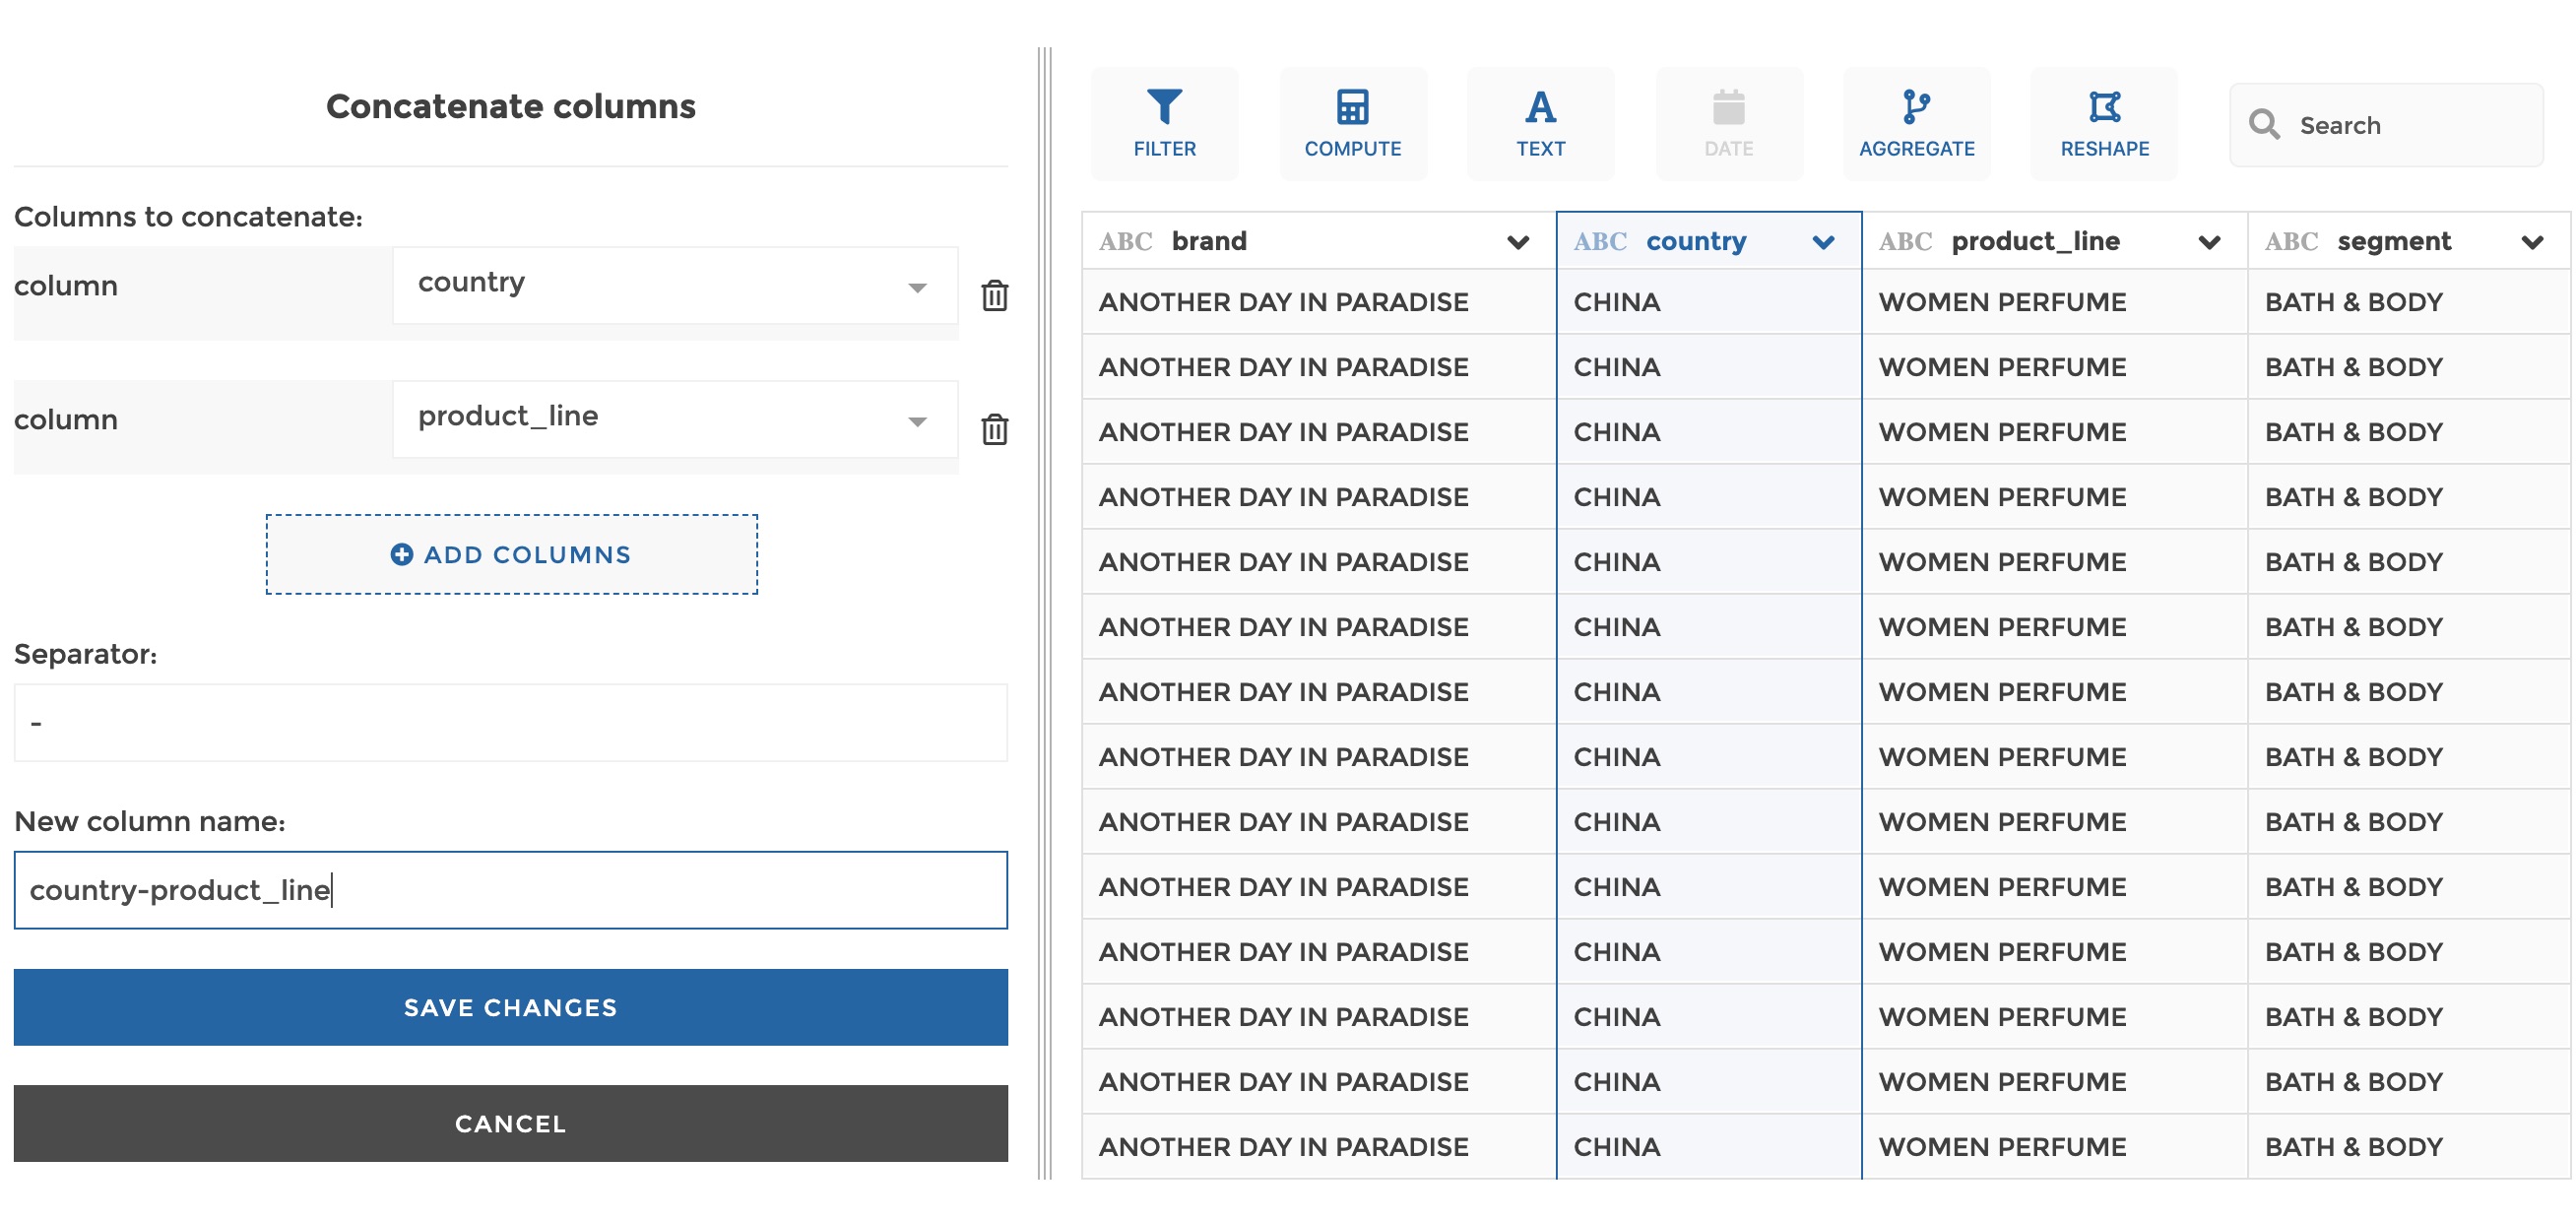 Concatenate columns
Columns to concatenate:
column country
column product_line
ADD COLUMNS
Separator:
-
New column name:
country-product_line
SAVE CHANGES
CANCEL
FILTER COMPUTE TEXT DATE AGGREGATE RESHAPE Search
ABC brand ABC country ABC product_line ABC segment
ANOTHER DAY IN PARADISE CHINA WOMEN PERFUME BATH & BODY
ANOTHER DAY IN PARADISE CHINA WOMEN PERFUME BATH & BODY
ANOTHER DAY IN PARADISE CHINA WOMEN PERFUME BATH & BODY
ANOTHER DAY IN PARADISE CHINA WOMEN PERFUME BATH & BODY
ANOTHER DAY IN PARADISE CHINA WOMEN PERFUME BATH & BODY
ANOTHER DAY IN PARADISE CHINA WOMEN PERFUME BATH & BODY
ANOTHER DAY IN PARADISE CHINA WOMEN PERFUME BATH & BODY
ANOTHER DAY IN PARADISE CHINA WOMEN PERFUME BATH & BODY
ANOTHER DAY IN PARADISE CHINA WOMEN PERFUME BATH & BODY
ANOTHER DAY IN PARADISE CHINA WOMEN PERFUME BATH & BODY
ANOTHER DAY IN PARADISE CHINA WOMEN PERFUME BATH & BODY
ANOTHER DAY IN PARADISE CHINA WOMEN PERFUME BATH & BODY
ANOTHER DAY IN PARADISE CHINA WOMEN PERFUME BATH & BODY
ANOTHER DAY IN PARADISE CHINA WOMEN PERFUME BATH & BODY